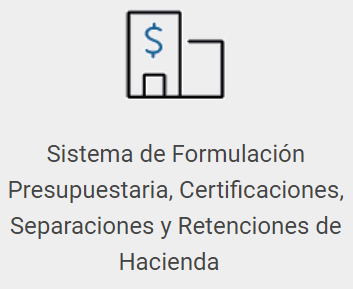 $
Sistema de Formulación
Presupuestaria, Certificaciones,
Separaciones y Retenciones de
Hacienda